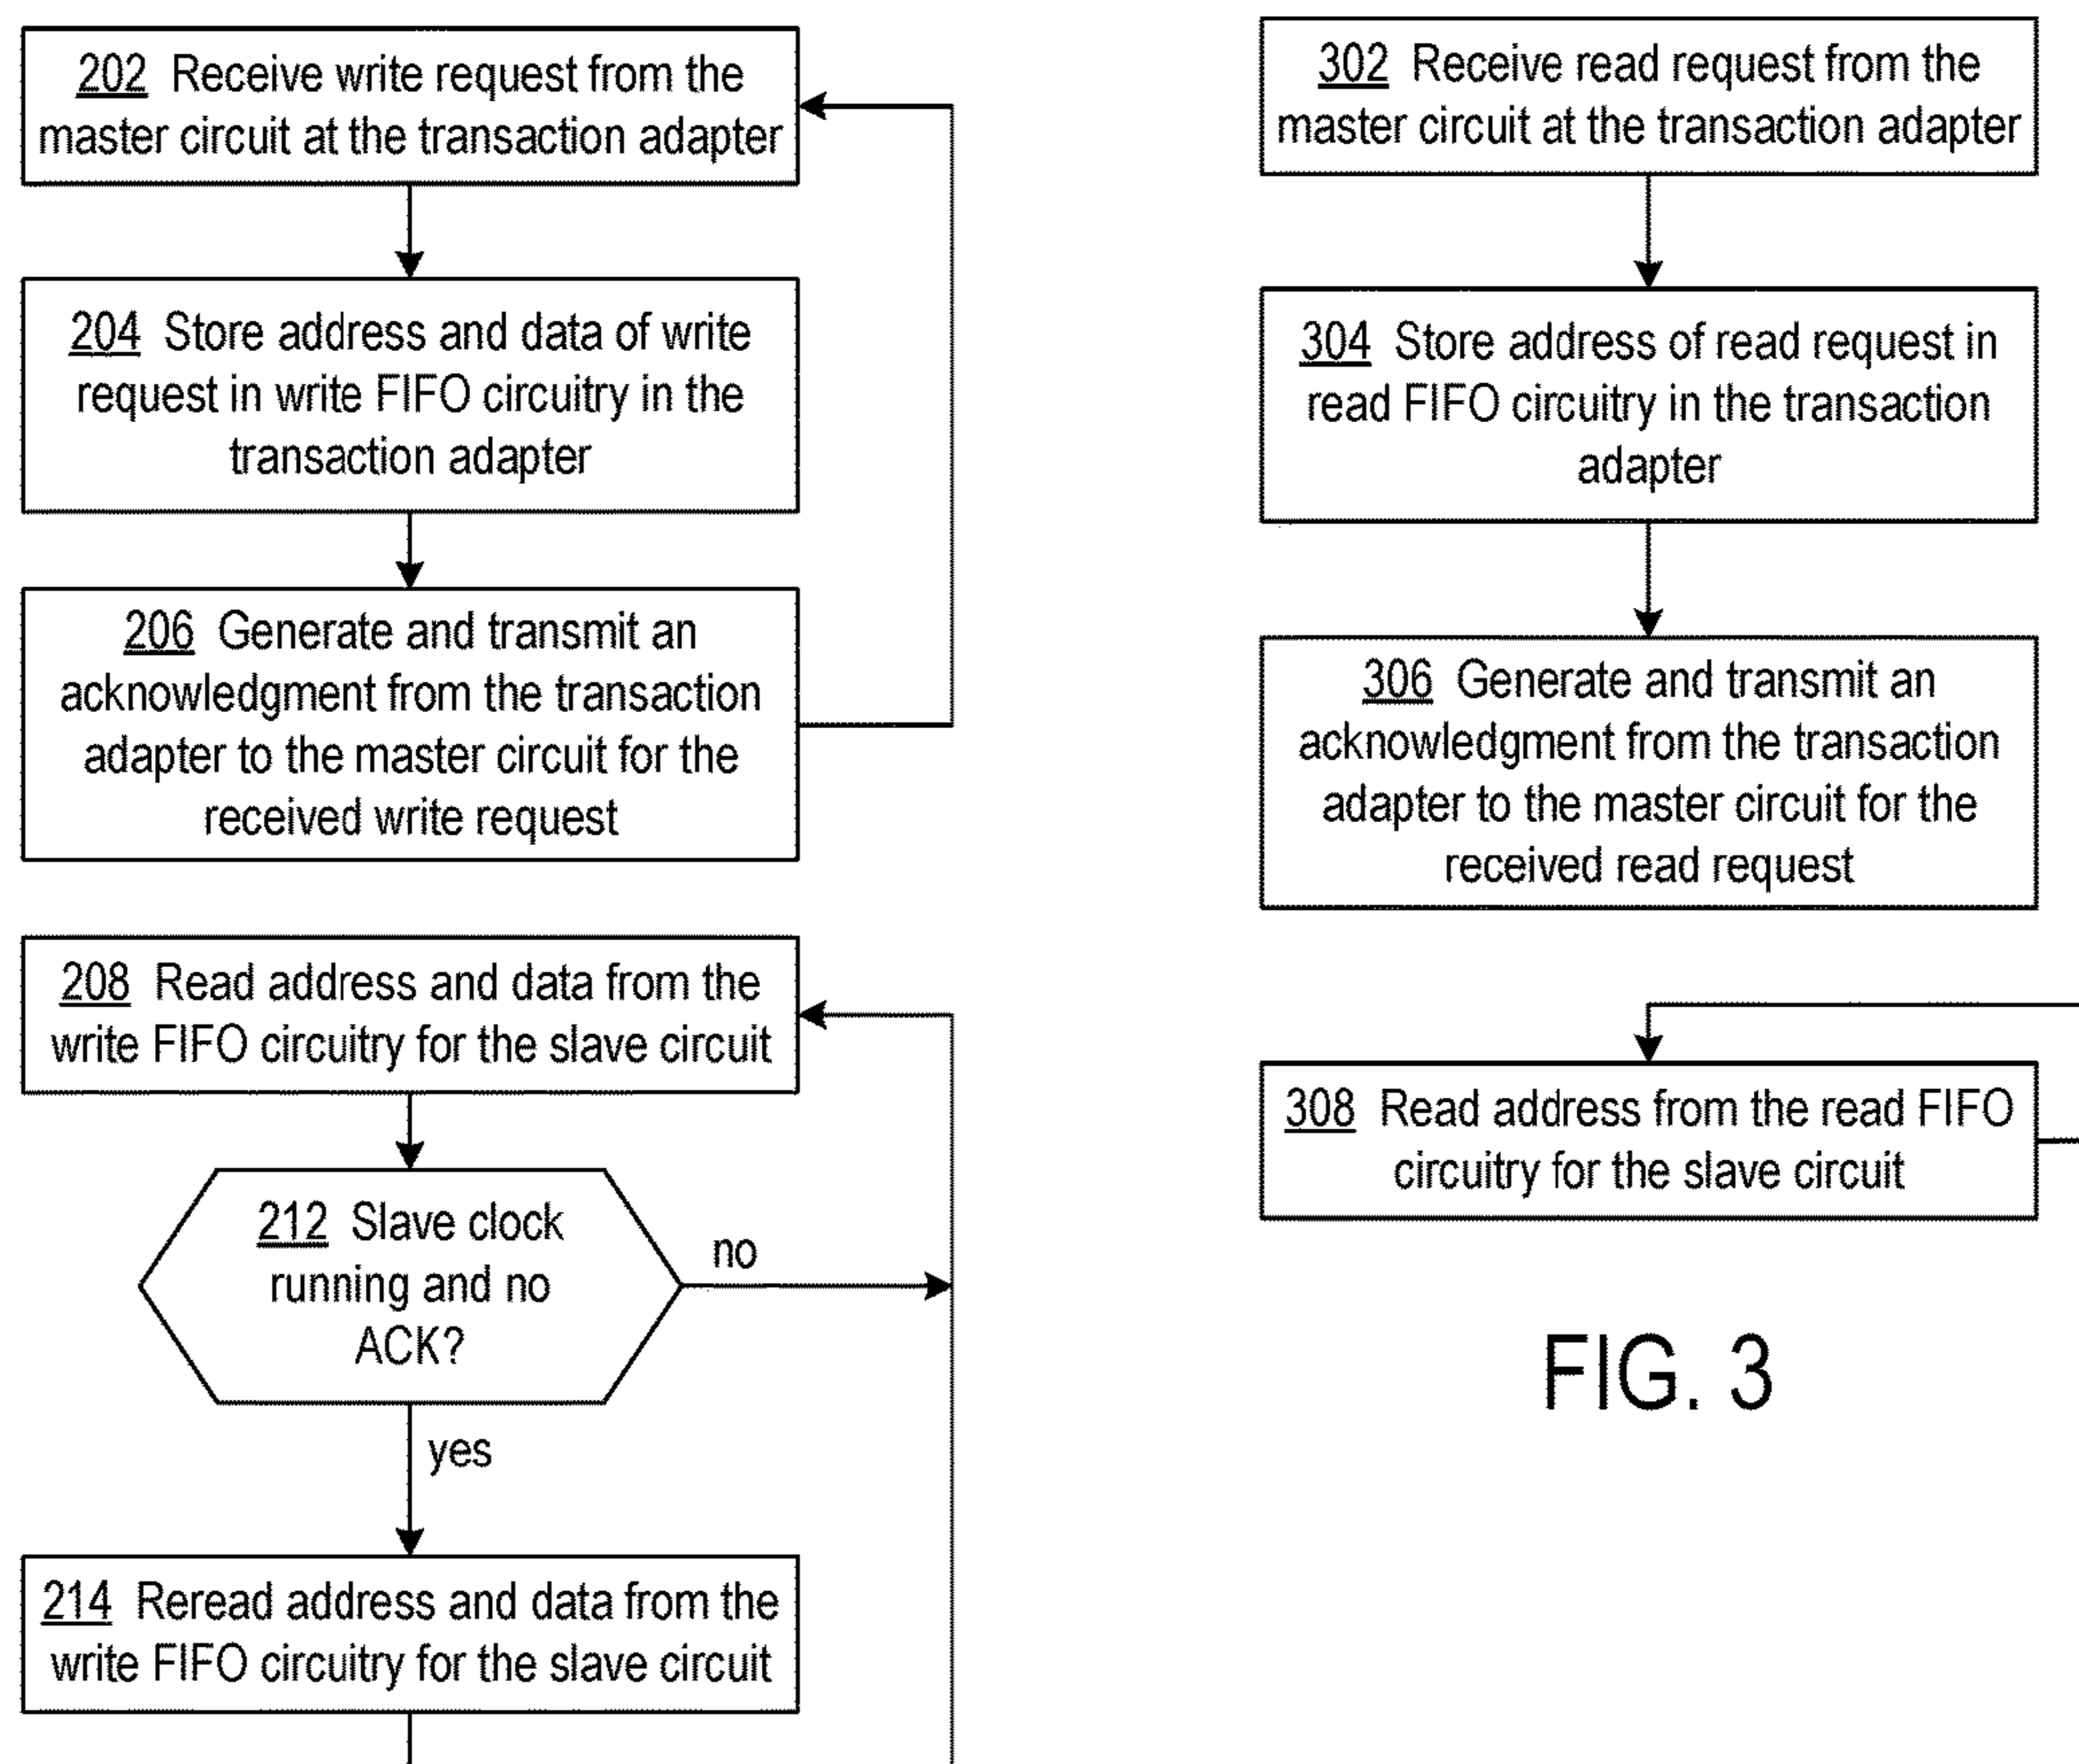 202 Receive write request from the
master circuit at the transaction adapter
204 Store address and data of write
request in write FIFO circuitry in the
transaction adapter
206 Generate and transmit an
acknowledgment from the transaction
adapter to the master circuit for the
received write request
208 Read address and data from the
write FIFO circuitry for the slave circuit
212 Slave clock
running and no
ACK?
no
yes
214 Reread address and data from the
write FIFO circuitry for the slave circuit
302 Receive read request from the
master circuit at the transaction adapter
304 Store address of read request in
read FIFO circuitry in the transaction
adapter
306 Generate and transmit an
acknowledgment from the transaction
adapter to the master circuit for the
received read request
308 Read address from the read FIFO
circuitry for the slave circuit
FIG. 3